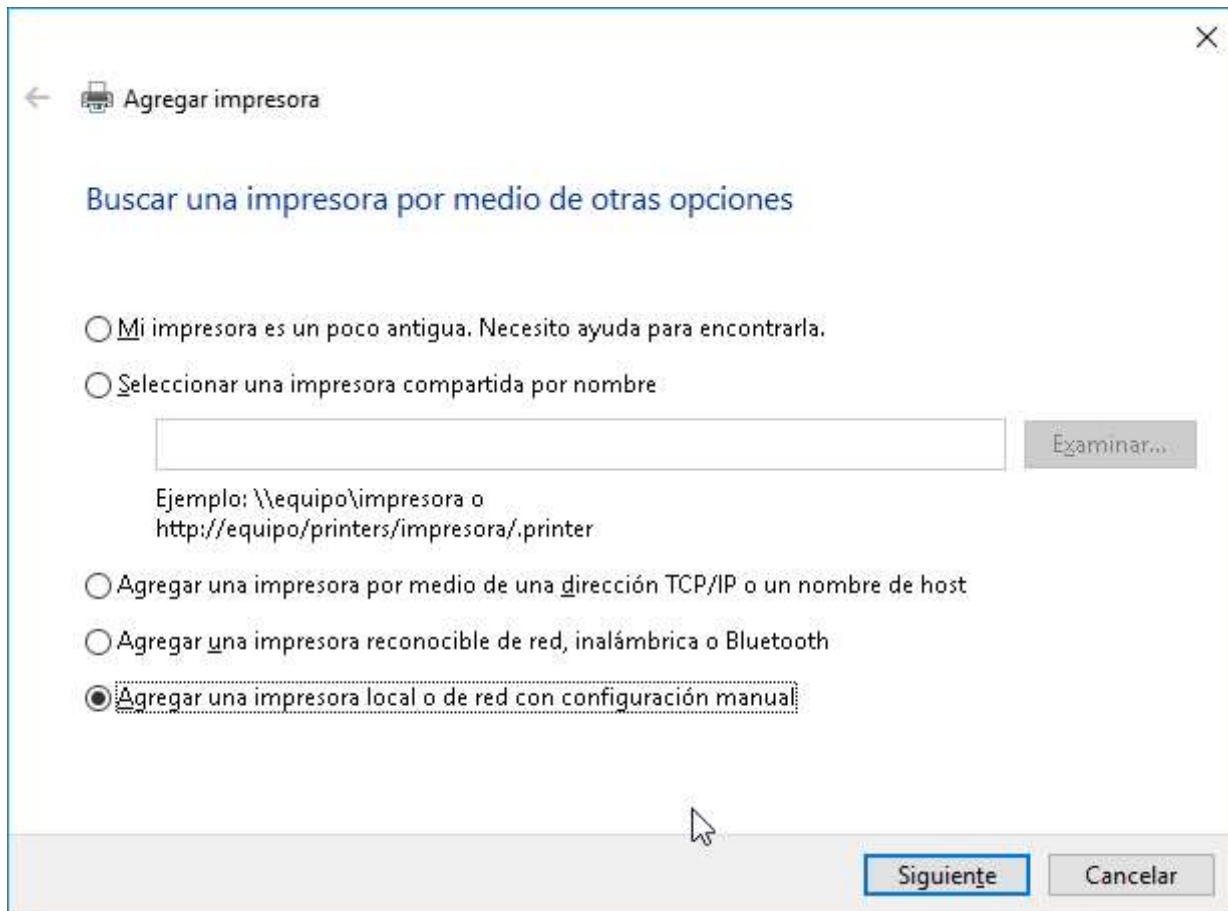 Agregar impresora
Buscar una impresora por medio de otras opciones
Mi impresora es un poco antigua. Necesito ayuda para encontrarla.
Seleccionar una impresora compartida por nombre
Examinar...
Ejemplo: \\equipo\impresora o
http://equipo/printers/impresora/.printer
Agregar una impresora por medio de una dirección TCP/IP o un nombre de host
Agregar una impresora reconocible de red, inalámbrica o Bluetooth
Agregar una impresora local o de red con configuración manual
Siguiente
Cancelar